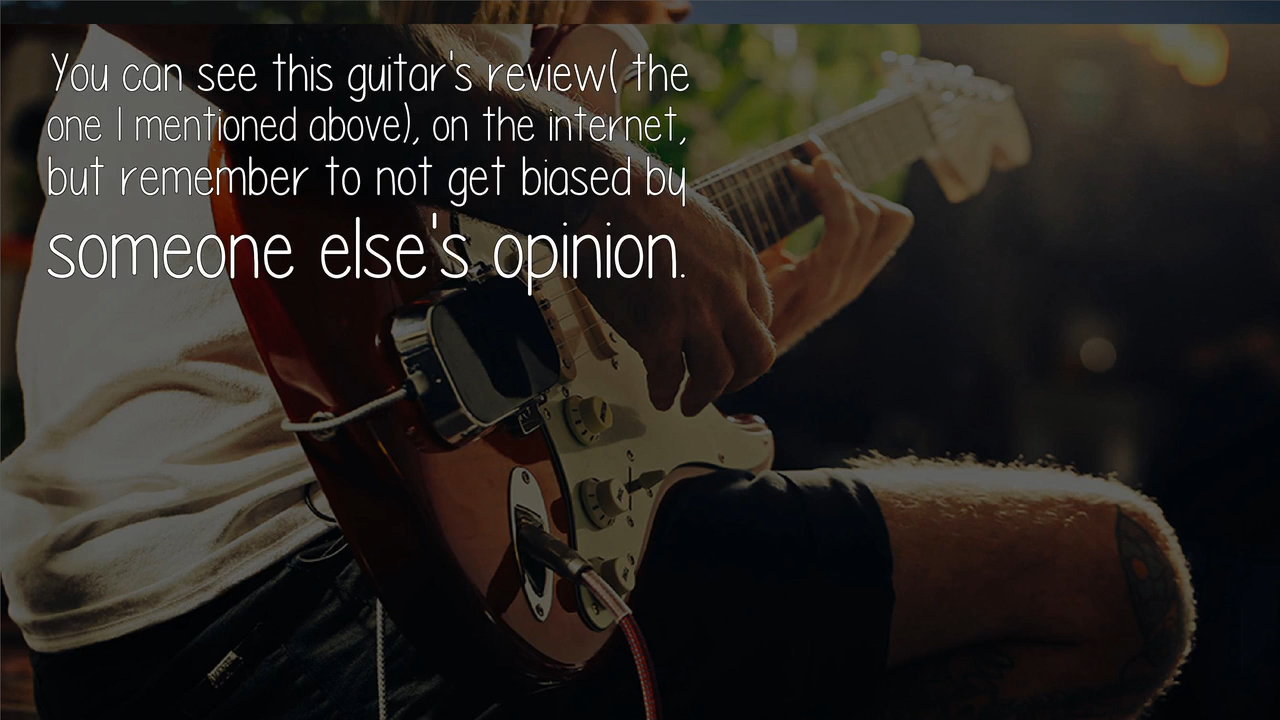 You can see this guitar's review( the
one I mentioned above), on the internet,
but remember to not get biased by
someone else's opinion.